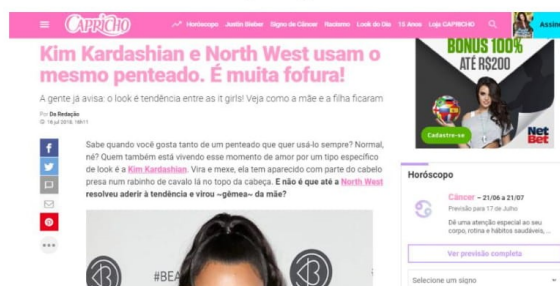 CAPRICHO
Horóscopo Justin Bieber Signo de Câncer Racismo Look do Dia 15 Anos Loja CAPRICHO
Assine
Kim Kardashian e North West usam o
mesmo penteado. É muita fofura!
A gente já avisa: o look é tendência entre as it girls! Veja como a mãe e a filha ficaram
Por Da Redação
16 jul 2018, 16h11
Sabe quando você gosta tanto de um penteado que quer usá-lo sempre? Normal,
né? Quem também está vivendo esse momento de amor por um tipo específico
de look é a Kim Kardashian. Vira e mexe, ela tem aparecido com parte do cabelo
presa num rabinho de cavalo lá no topo da cabeça. E não é que até a North West
resolveu aderir à tendência e virou ~gêmea~ da mãe?
#BEA
BONUS 100%
ATÉ R$200
Cadastre-se
Net
Bet
Horóscopo
Câncer – 21/06 a 21/07
Previsão para 17 de Julho
Dê uma atenção especial ao seu
corpo, rotina e hábitos saudáveis, ...
Ver previsão completa
Selecione um signo